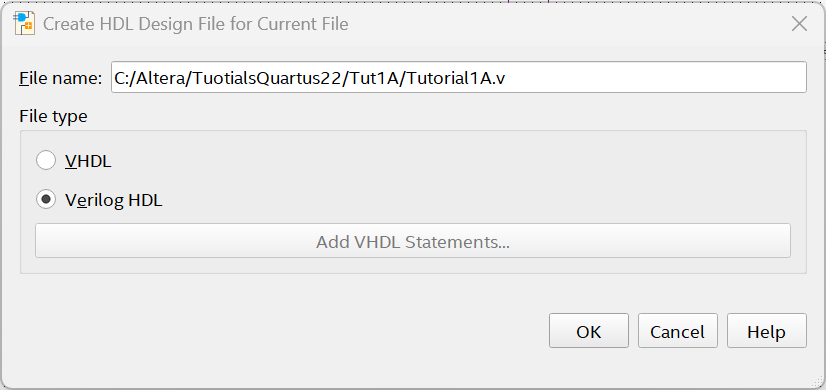 Create HDL Design File for Current File
File name: C:/Altera/TuotialsQuartus22/Tut1A/Tutorial1A.v
File type
VHDL
Verilog HDL
Add VHDL Statements...
OK Cancel Help